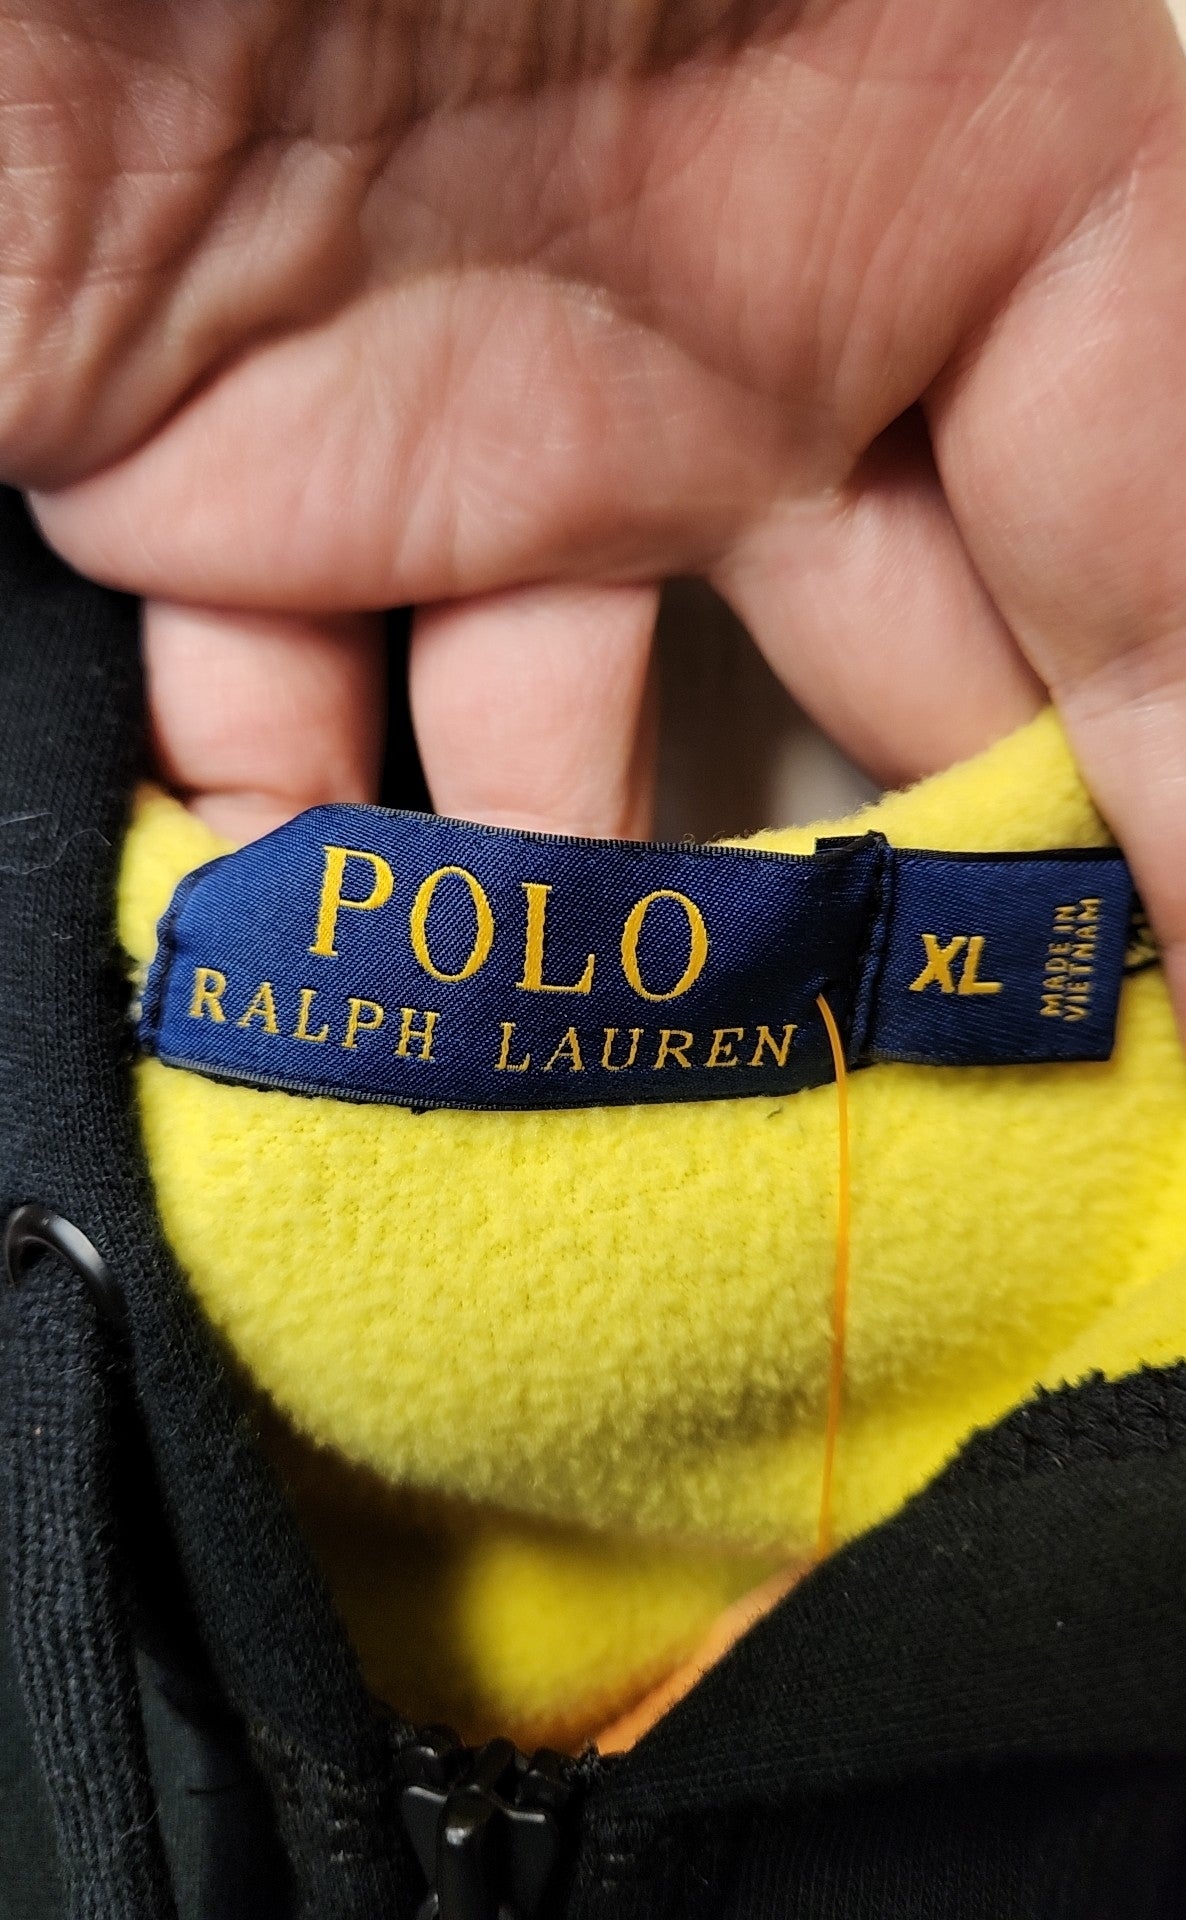 POLO
RALPH LAUREN
XL
MADE IN
VIETNAM